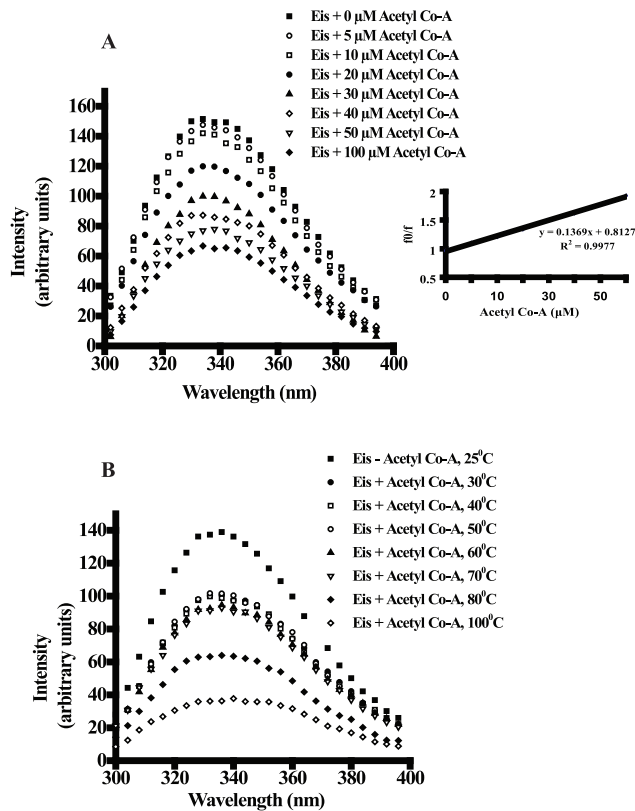 A
Eis + 0 μM Acetyl Co-A
Eis + 5 μM Acetyl Co-A
Eis + 10 μM Acetyl Co-A
Eis + 20 μM Acetyl Co-A
Eis + 30 μM Acetyl Co-A
Eis + 40 μM Acetyl Co-A
Eis + 50 μM Acetyl Co-A
Eis + 100 μM Acetyl Co-A
160
140
120
100
80
60
40
20
0
Intensity
(arbitrary units)
300 320 340 360 380 400
Wavelength (nm)
2
1.5
1
0.5
f0/f
y = 0.1369x + 0.8127
R² = 0.9977
0 10 20 30 40 50
Acetyl Co-A (μM)
B
Eis - Acetyl Co-A, 25⁰C
Eis + Acetyl Co-A, 30⁰C
Eis + Acetyl Co-A, 40⁰C
Eis + Acetyl Co-A, 50⁰C
Eis + Acetyl Co-A, 60⁰C
Eis + Acetyl Co-A, 70⁰C
Eis + Acetyl Co-A, 80⁰C
Eis + Acetyl Co-A, 100⁰C
140
120
100
80
60
40
20
0
Intensity
(arbitrary units)
300 320 340 360 380 400
Wavelength (nm)